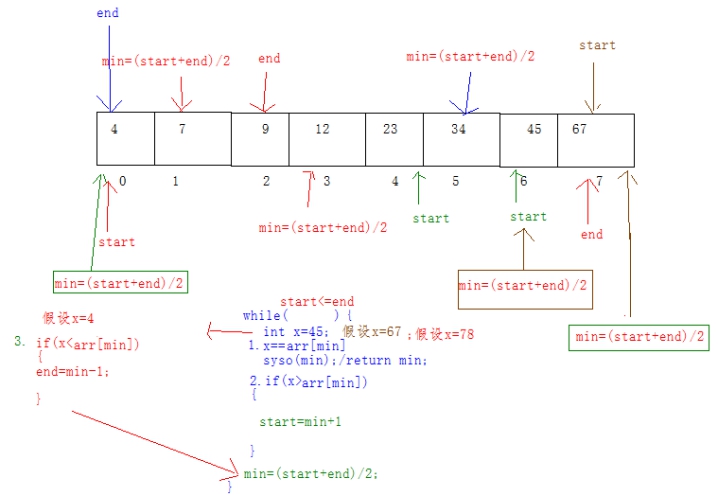 end
min=(start+end)/2
end
min=(start+end)/2
start
4 7 9 12 23 34 45 67
0 1 2 3 4 5 6 7
start
min=(start+end)/2
start
start
end
min=(start+end)/2
min=(start+end)/2
min=(start+end)/2
假设x=4
3. if(x<arr[min])
{
end=min-1;
}
start<=end
while( ) {
int x=45; 假设x=67 ;假设x=78
1.x==arr[min]
syso(min);/return min;
2.if(x>arr[min])
{
start=min+1
}
min=(start+end)/2;
}